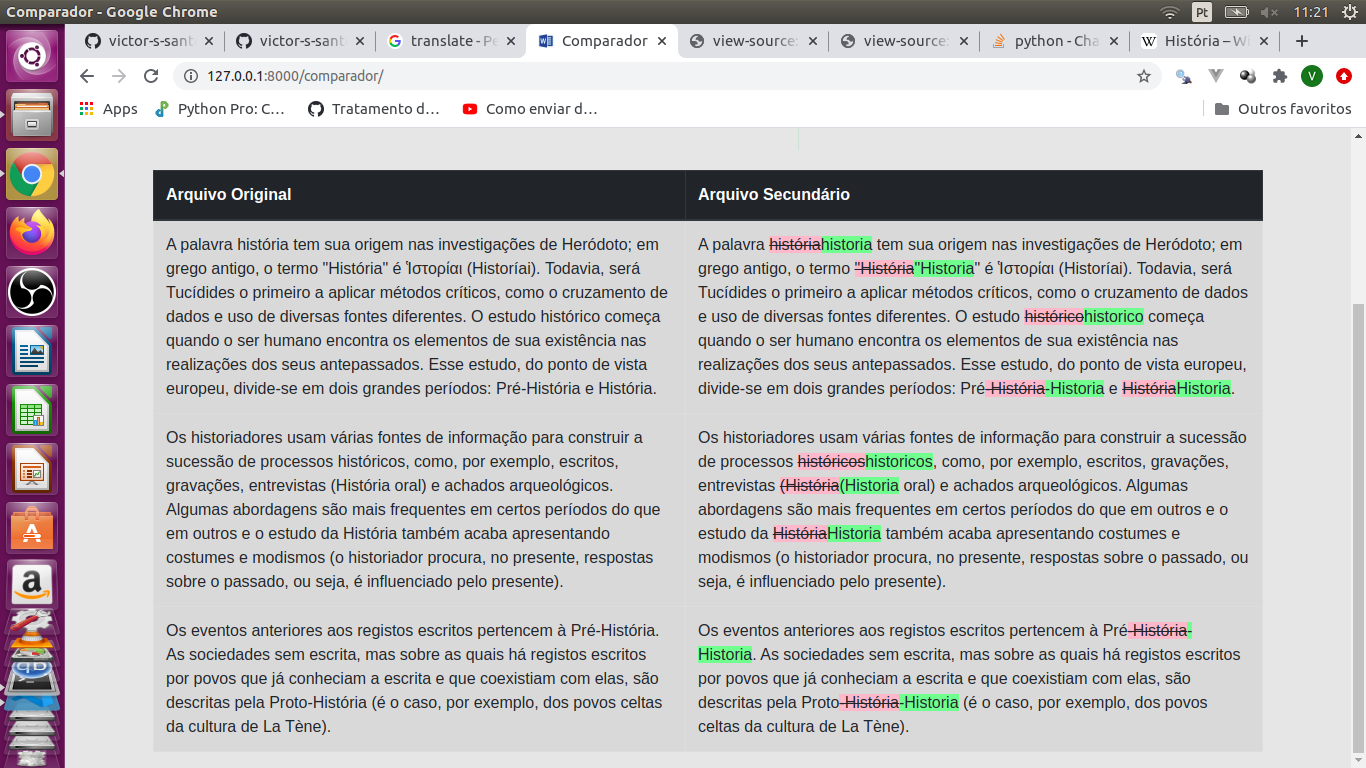 Comparador - Google Chrome
Pt
11:21
victor-s-sant
victor-s-sant
translate - Pe
Comparador
view-source:
view-source:
python - Cha
História – Wi
127.0.0.1:8000/comparador/
V
Apps
Python Pro: C...
Tratamento d...
Como enviar d...
Outros favoritos
Arquivo Original
A palavra história tem sua origem nas investigações de Heródoto; em
grego antigo, o termo "História" é Ἱστορίαι (Historíai). Todavia, será
Tucídides o primeiro a aplicar métodos críticos, como o cruzamento de
dados e uso de diversas fontes diferentes. O estudo histórico começa
quando o ser humano encontra os elementos de sua existência nas
realizações dos seus antepassados. Esse estudo, do ponto de vista
europeu, divide-se em dois grandes períodos: Pré-História e História.
Os historiadores usam várias fontes de informação para construir a
sucessão de processos históricos, como, por exemplo, escritos,
gravações, entrevistas (História oral) e achados arqueológicos.
Algumas abordagens são mais frequentes em certos períodos do que
em outros e o estudo da História também acaba apresentando
costumes e modismos (o historiador procura, no presente, respostas
sobre o passado, ou seja, é influenciado pelo presente).
Os eventos anteriores aos registos escritos pertencem à Pré-História.
As sociedades sem escrita, mas sobre as quais há registos escritos
por povos que já conheciam a escrita e que coexistiam com elas, são
descritas pela Proto-História (é o caso, por exemplo, dos povos celtas
da cultura de La Tène).
Arquivo Secundário
A palavra históriahistoria tem sua origem nas investigações de Heródoto; em
grego antigo, o termo "História"Historia" é Ἱστορίαι (Historíai). Todavia, será
Tucídides o primeiro a aplicar métodos críticos, como o cruzamento de dados
e uso de diversas fontes diferentes. O estudo históricohistorico começa
quando o ser humano encontra os elementos de sua existência nas
realizações dos seus antepassados. Esse estudo, do ponto de vista europeu,
divide-se em dois grandes períodos: Pré-História-Historia e HistóriaHistoria.
Os historiadores usam várias fontes de informação para construir a sucessão
de processos históricoshistoricos, como, por exemplo, escritos, gravações,
entrevistas (História(Historia oral) e achados arqueológicos. Algumas
abordagens são mais frequentes em certos períodos do que em outros e o
estudo da HistóriaHistoria também acaba apresentando costumes e
modismos (o historiador procura, no presente, respostas sobre o passado, ou
seja, é influenciado pelo presente).
Os eventos anteriores aos registos escritos pertencem à Pré-História-
Historia. As sociedades sem escrita, mas sobre as quais há registos escritos
por povos que já conheciam a escrita e que coexistiam com elas, são
descritas pela Proto-História-Historia (é o caso, por exemplo, dos povos
celtas da cultura de La Tène).